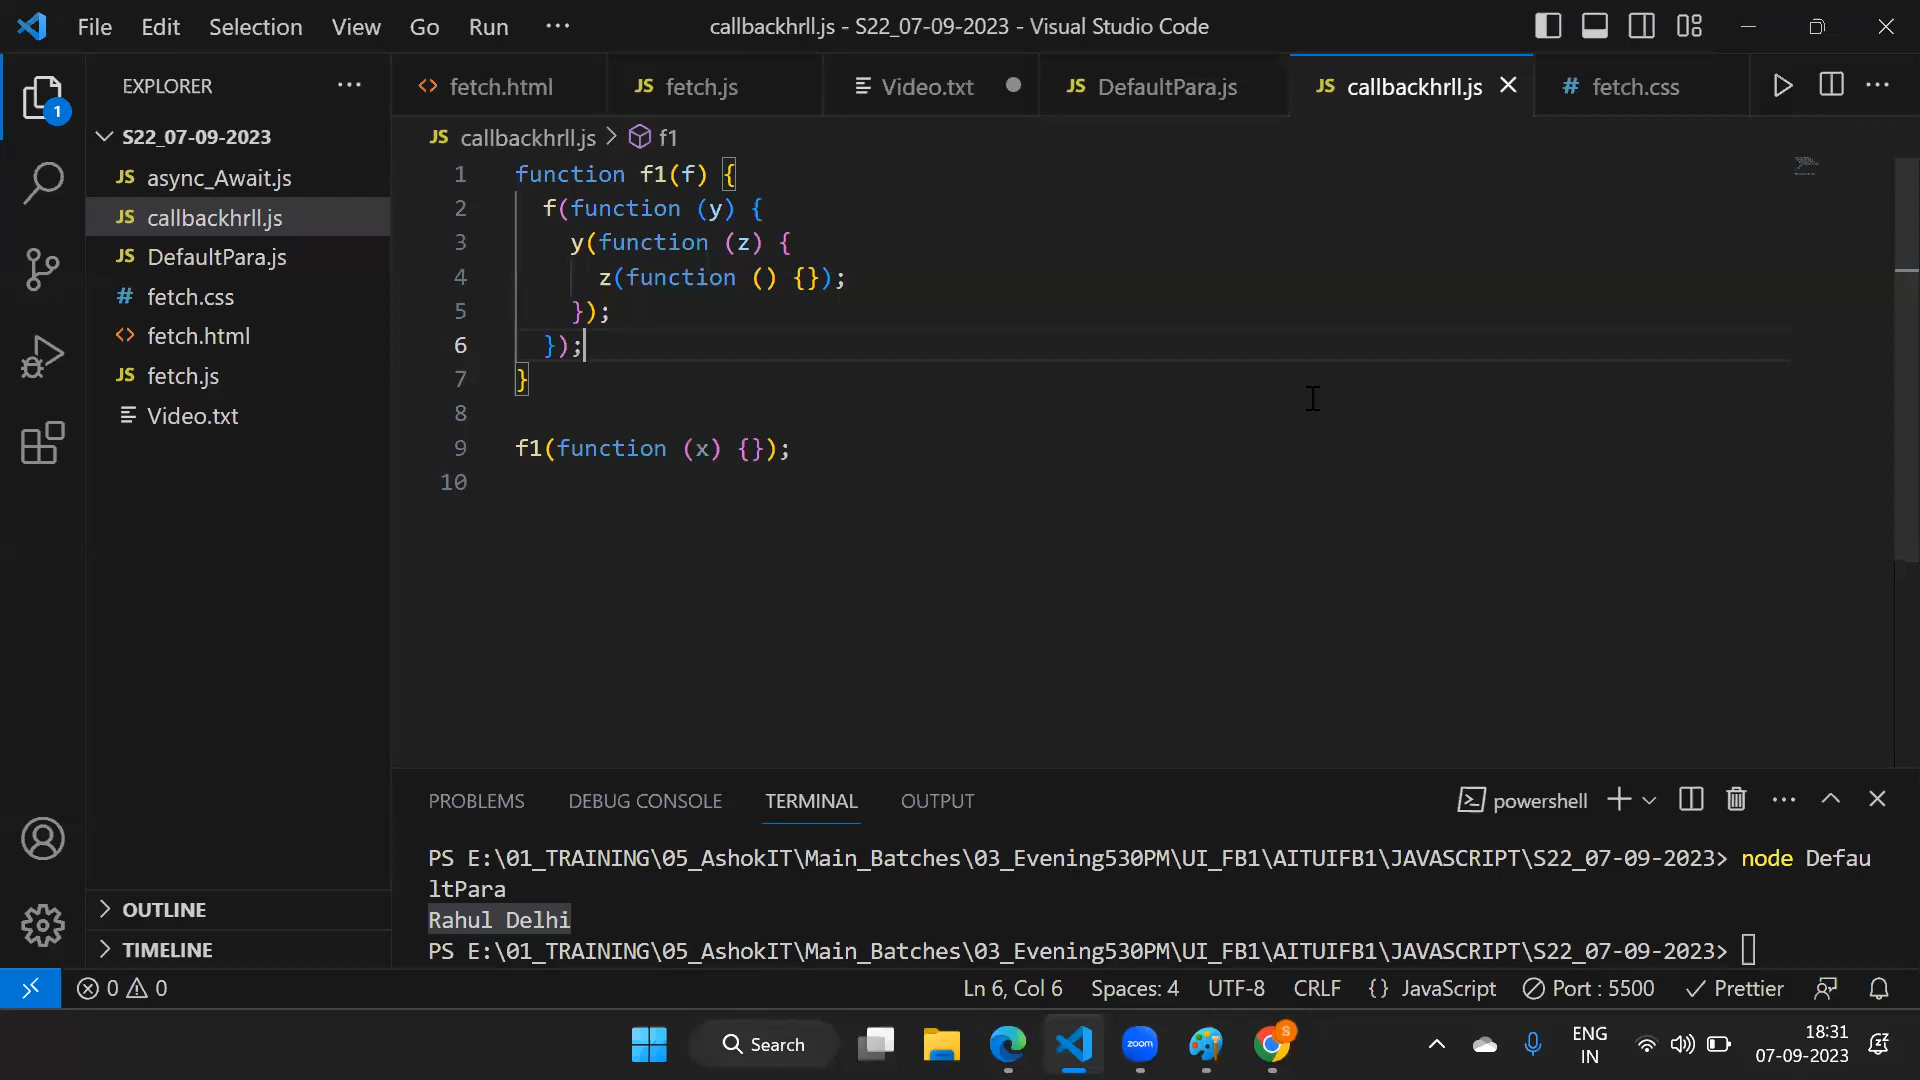 File Edit Selection View Go Run ··· callbackhrll.js - S22_07-09-2023 - Visual Studio Code
EXPLORER ··· fetch.html JS fetch.js Video.txt JS DefaultPara.js JS callbackhrll.js # fetch.css ···
1
S22_07-09-2023
JS async_Await.js
JS callbackhrll.js
JS DefaultPara.js
# fetch.css
<> fetch.html
JS fetch.js
Video.txt
OUTLINE
TIMELINE
JS callbackhrll.js > f1
1 function f1(f) {
2 f(function (y) {
3 y(function (z) {
4 z(function () {});
5 });
6 });
7 }
8
9 f1(function (x) {});
10
PROBLEMS DEBUG CONSOLE TERMINAL OUTPUT powershell ···
PS E:\01_TRAINING\05_AshokIT\Main_Batches\03_Evening530PM\UI_FB1\AITUIFB1\JAVASCRIPT\S22_07-09-2023> node Defau
ltPara
Rahul Delhi
PS E:\01_TRAINING\05_AshokIT\Main_Batches\03_Evening530PM\UI_FB1\AITUIFB1\JAVASCRIPT\S22_07-09-2023>
0 0 Ln 6, Col 6 Spaces: 4 UTF-8 CRLF {} JavaScript Port : 5500 Prettier
Search zoom S ENG 18:31
IN 07-09-2023